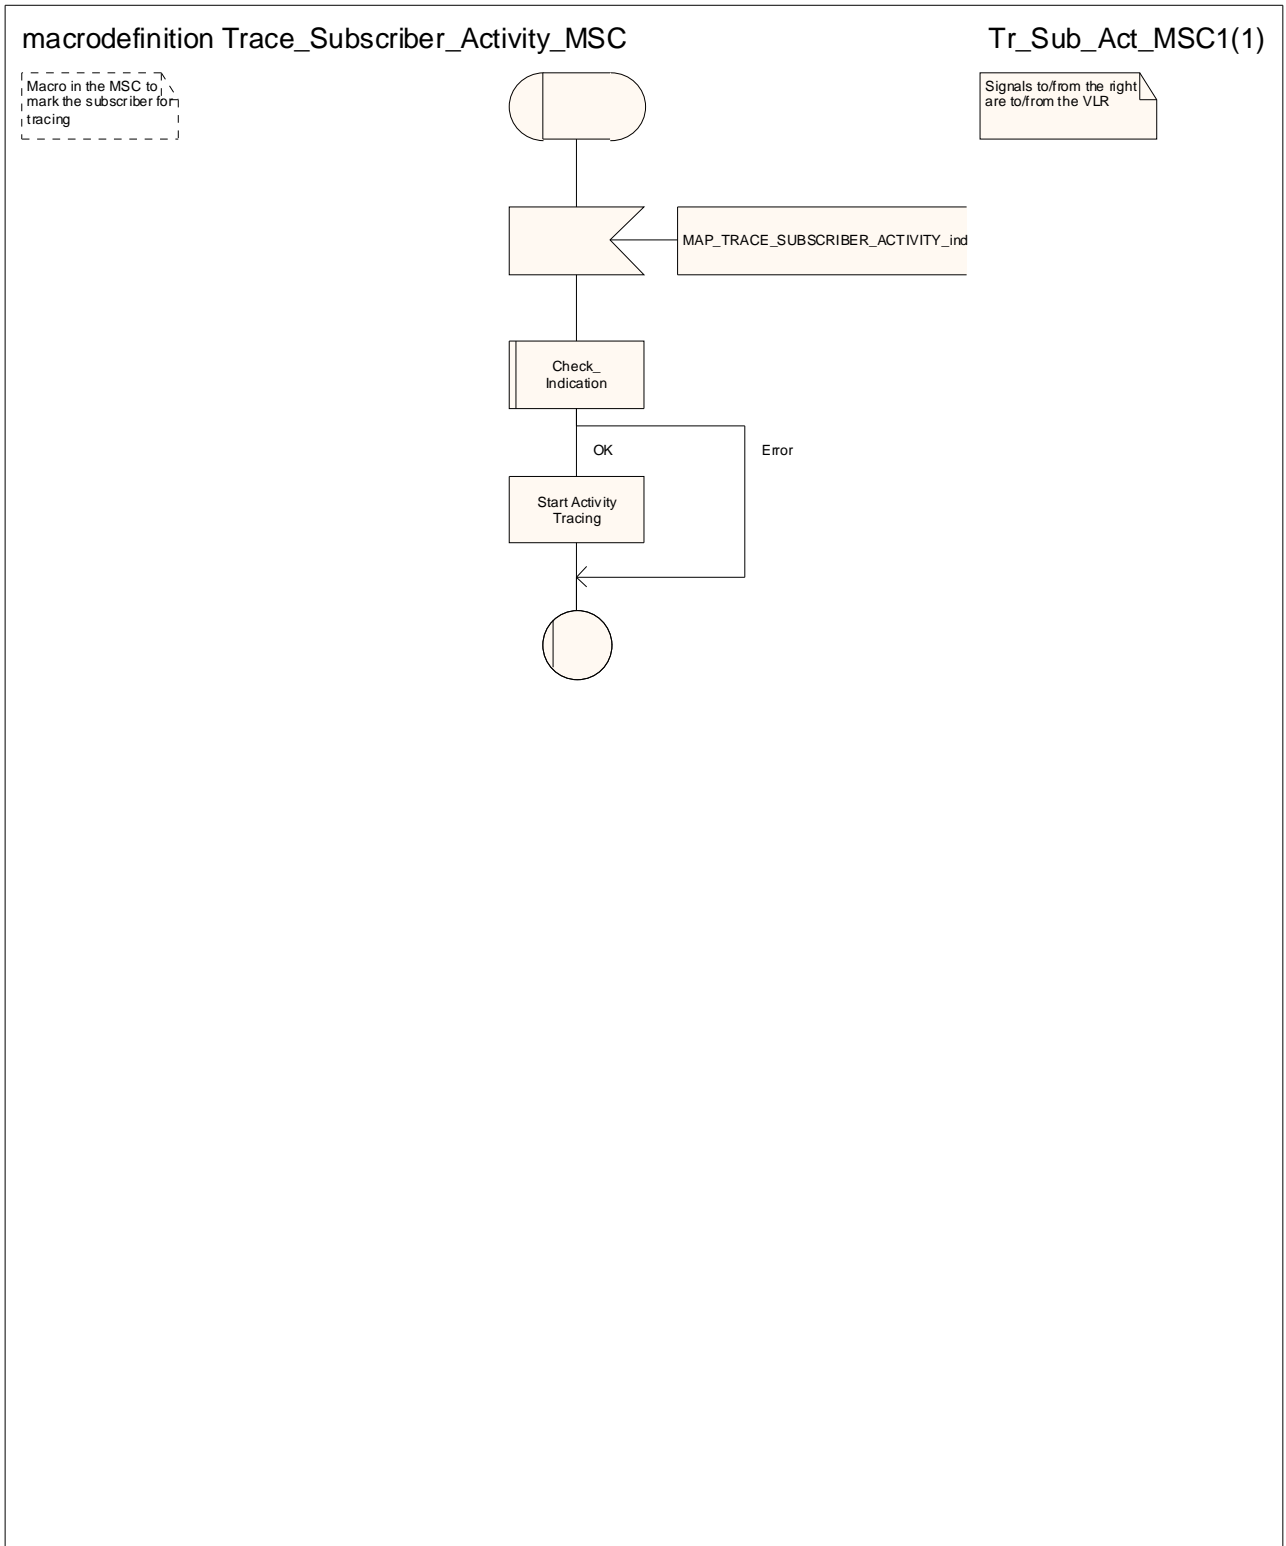 macrodefinition Trace_Subscriber_Activity_MSC
Tr_Sub_Act_MSC1(1)
Macro in the MSC to
mark the subscriber for
tracing
Signals to/from the right
are to/from the VLR
MAP_TRACE_SUBSCRIBER_ACTIVITY_ind
Check_
Indication
OK
Error
Start Activity
Tracing